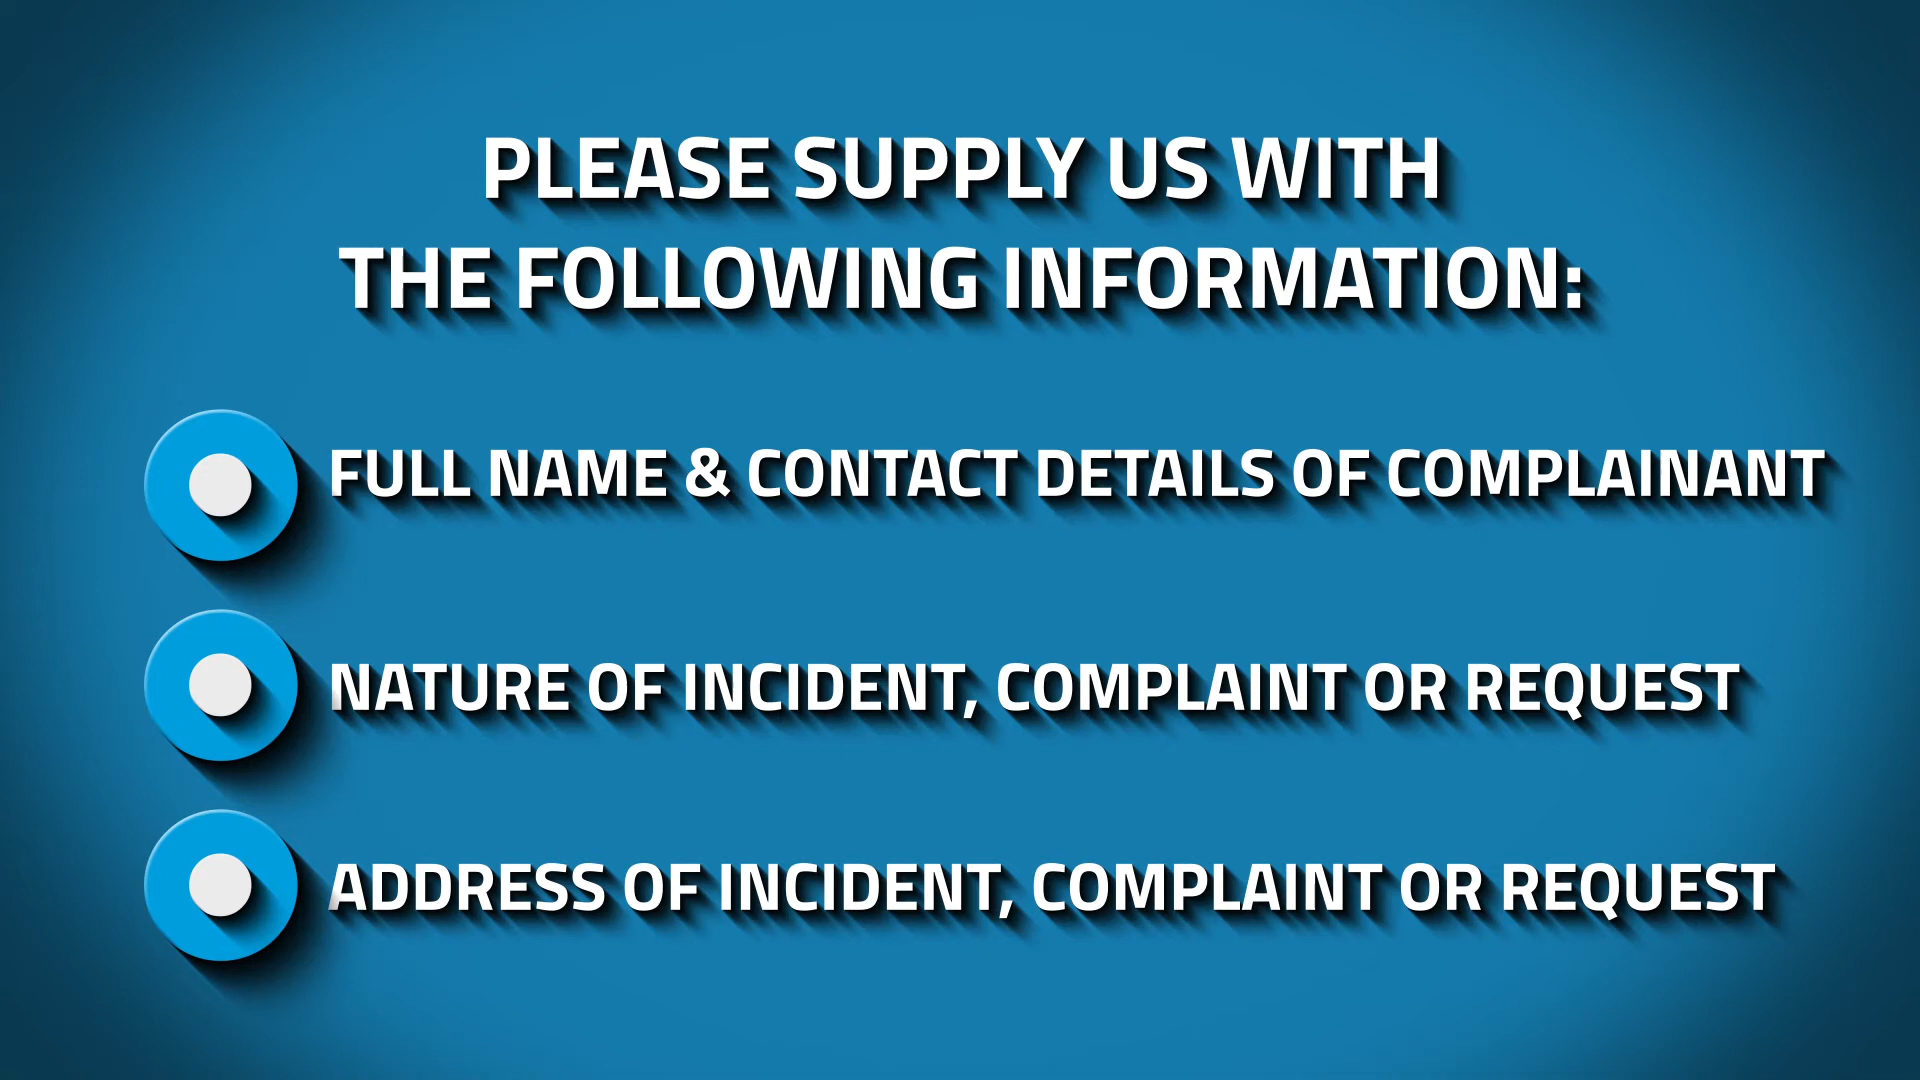 PLEASE SUPPLY US WITH
THE FOLLOWING INFORMATION:
FULL NAME & CONTACT DETAILS OF COMPLAINANT
NATURE OF INCIDENT, COMPLAINT OR REQUEST
ADDRESS OF INCIDENT, COMPLAINT OR REQUEST